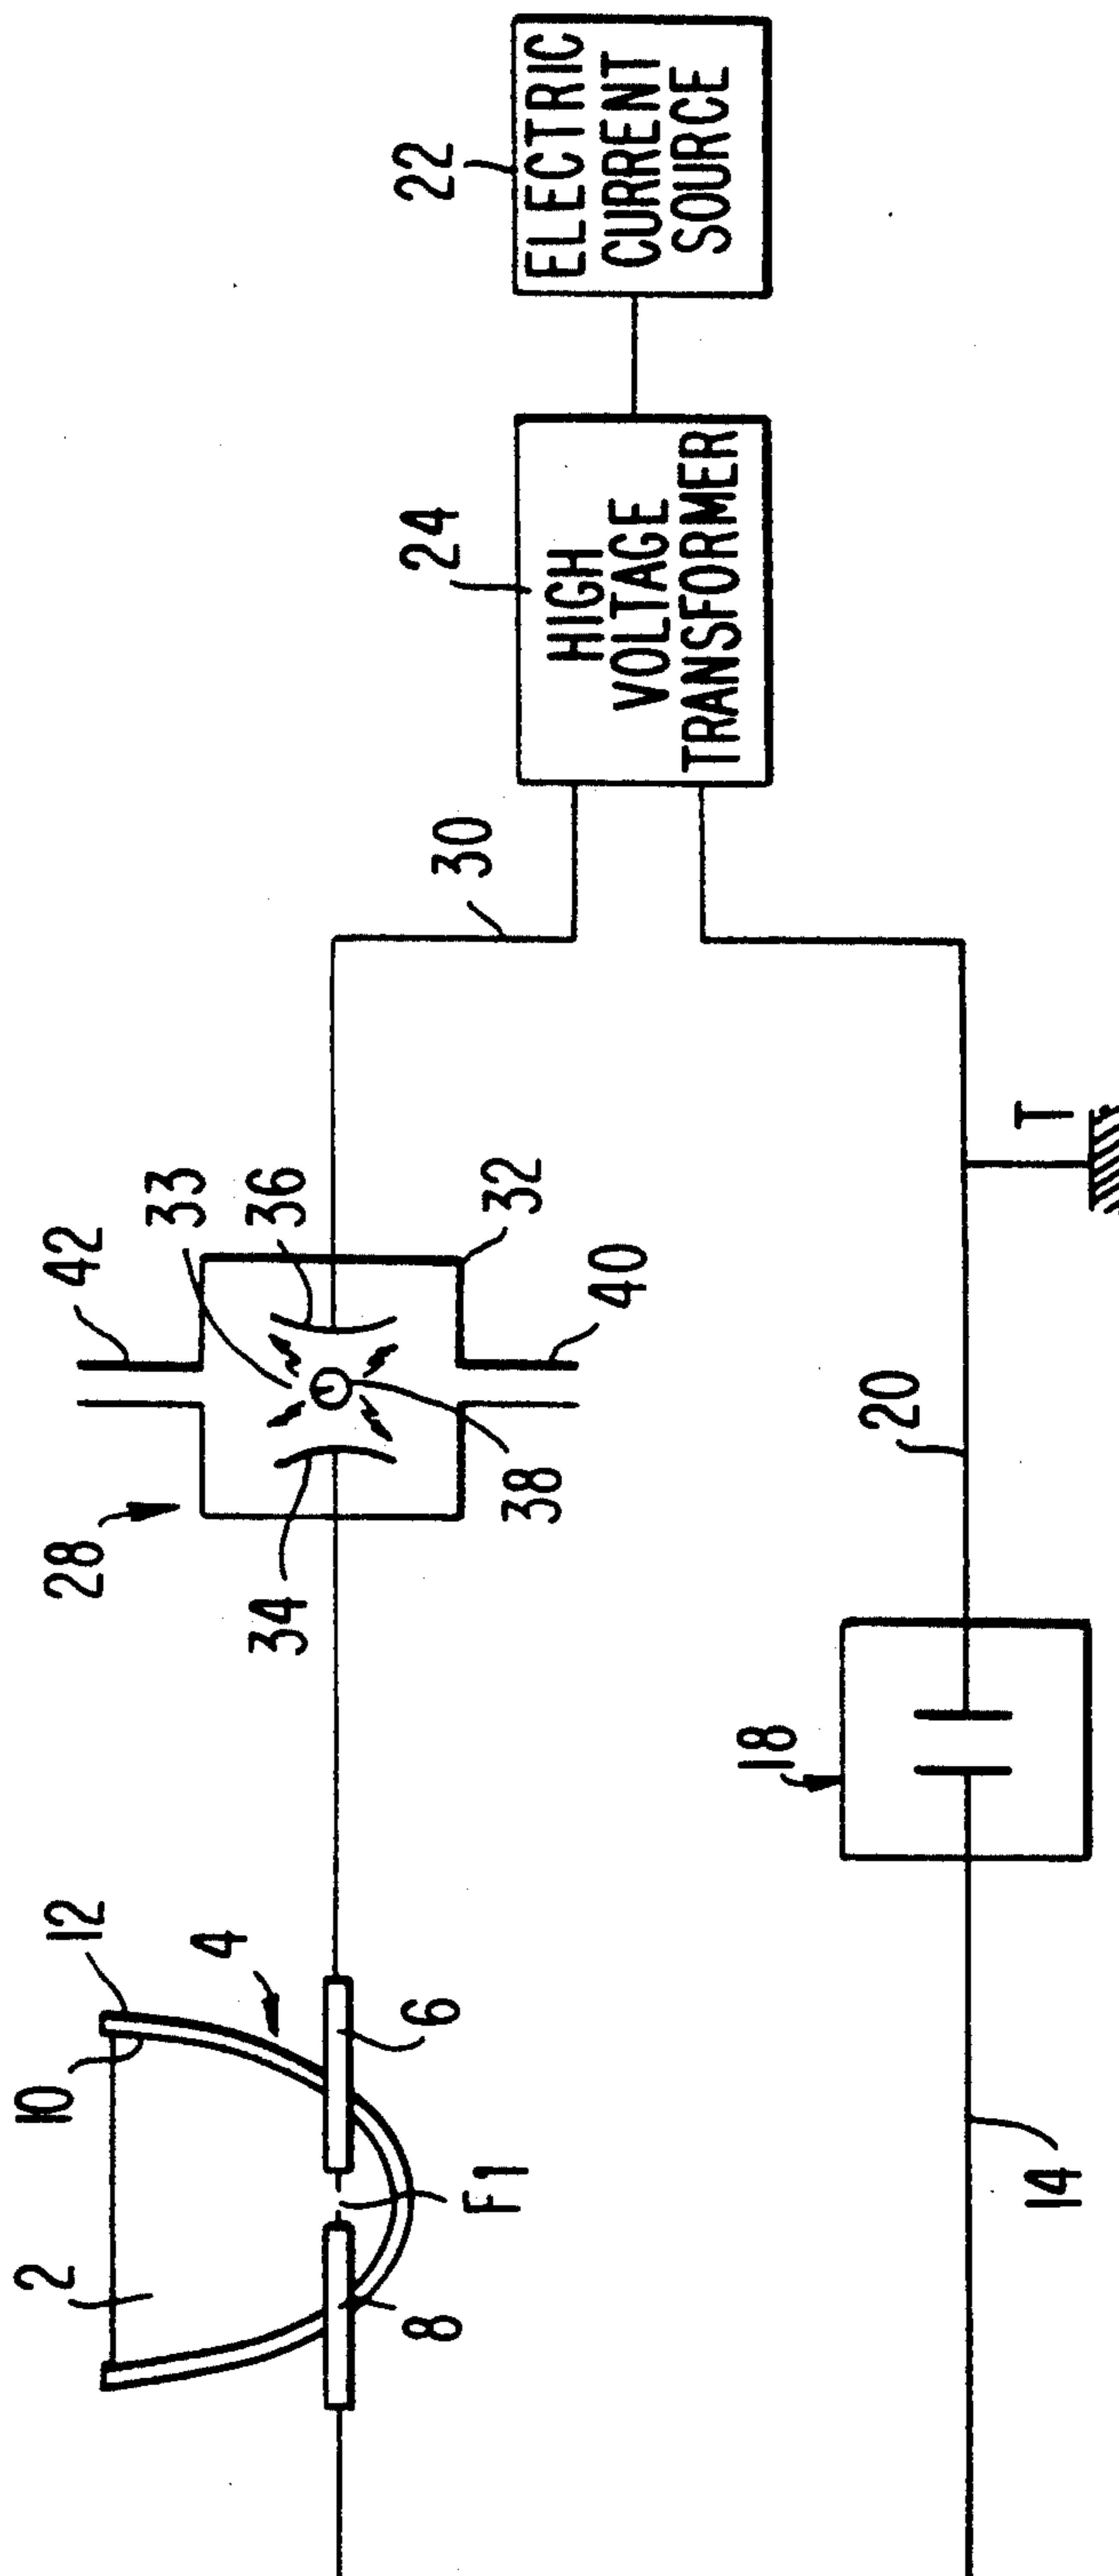 ELECTRIC
CURRENT
SOURCE
22
HIGH
VOLTAGE
TRANSFORMER
24
30
42
33
36
32
40
38
34
28
T
20
18
14
12
10
4
6
F1
2
8